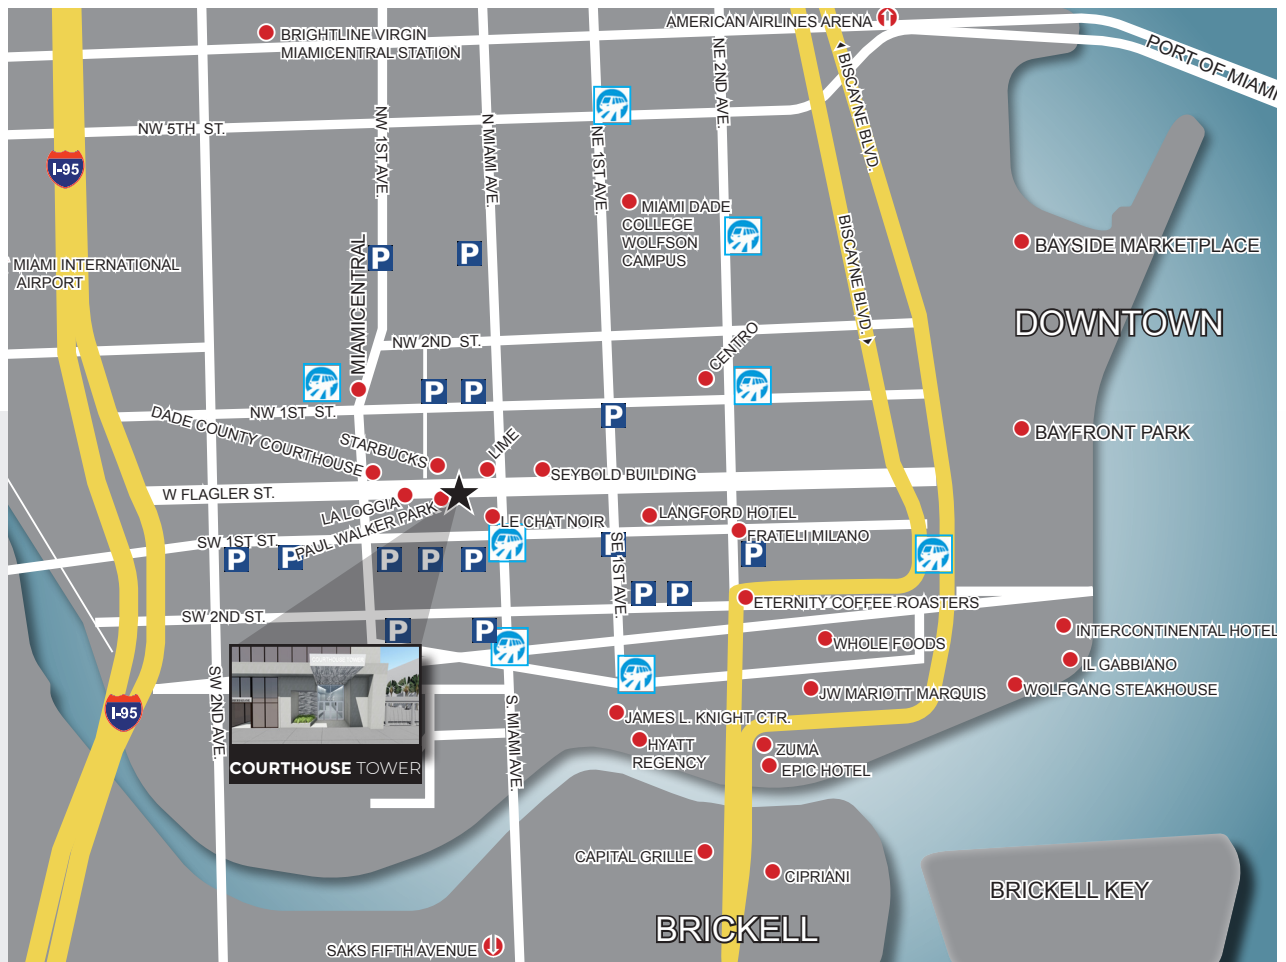 AMERICAN AIRLINES ARENA
BRIGHTLINE VIRGIN
MIAMICENTRAL STATION
PORT OF MIAMI
NE 2ND AVE.
BISCAYNE BLVD.
NW 5TH ST.
NW 1ST AVE.
N MIAMI AVE.
NE 1ST AVE.
I-95
MIAMI DADE
COLLEGE
WOLFSON
CAMPUS
BISCAYNE BLVD.
BAYSIDE MARKETPLACE
MIAMI INTERNATIONAL
AIRPORT
MIAMICENTRAL
P
P
DOWNTOWN
NW 2ND ST.
CENTRO
P
P
NW 1ST ST.
P
DADE COUNTY COURTHOUSE
STARBUCKS
LIME
BAYFRONT PARK
SEYBOLD BUILDING
W FLAGLER ST.
LA LOGGIA
PAUL WALKER PARK
LE CHAT NOIR
LANGFORD HOTEL
FRATELI MILANO
SW 1ST ST.
P
P
P
P
P
P
SE 1ST AVE.
P
P
ETERNITY COFFEE ROASTERS
SW 2ND ST.
P
P
WHOLE FOODS
INTERCONTINENTAL HOTEL
IL GABBIANO
WOLFGANG STEAKHOUSE
JW MARIOTT MARQUIS
SW 2ND AVE.
S. MIAMI AVE.
I-95
JAMES L. KNIGHT CTR.
HYATT
REGENCY
ZUMA
EPIC HOTEL
COURTHOUSE TOWER
CAPITAL GRILLE
CIPRIANI
BRICKELL KEY
BRICKELL
SAKS FIFTH AVENUE